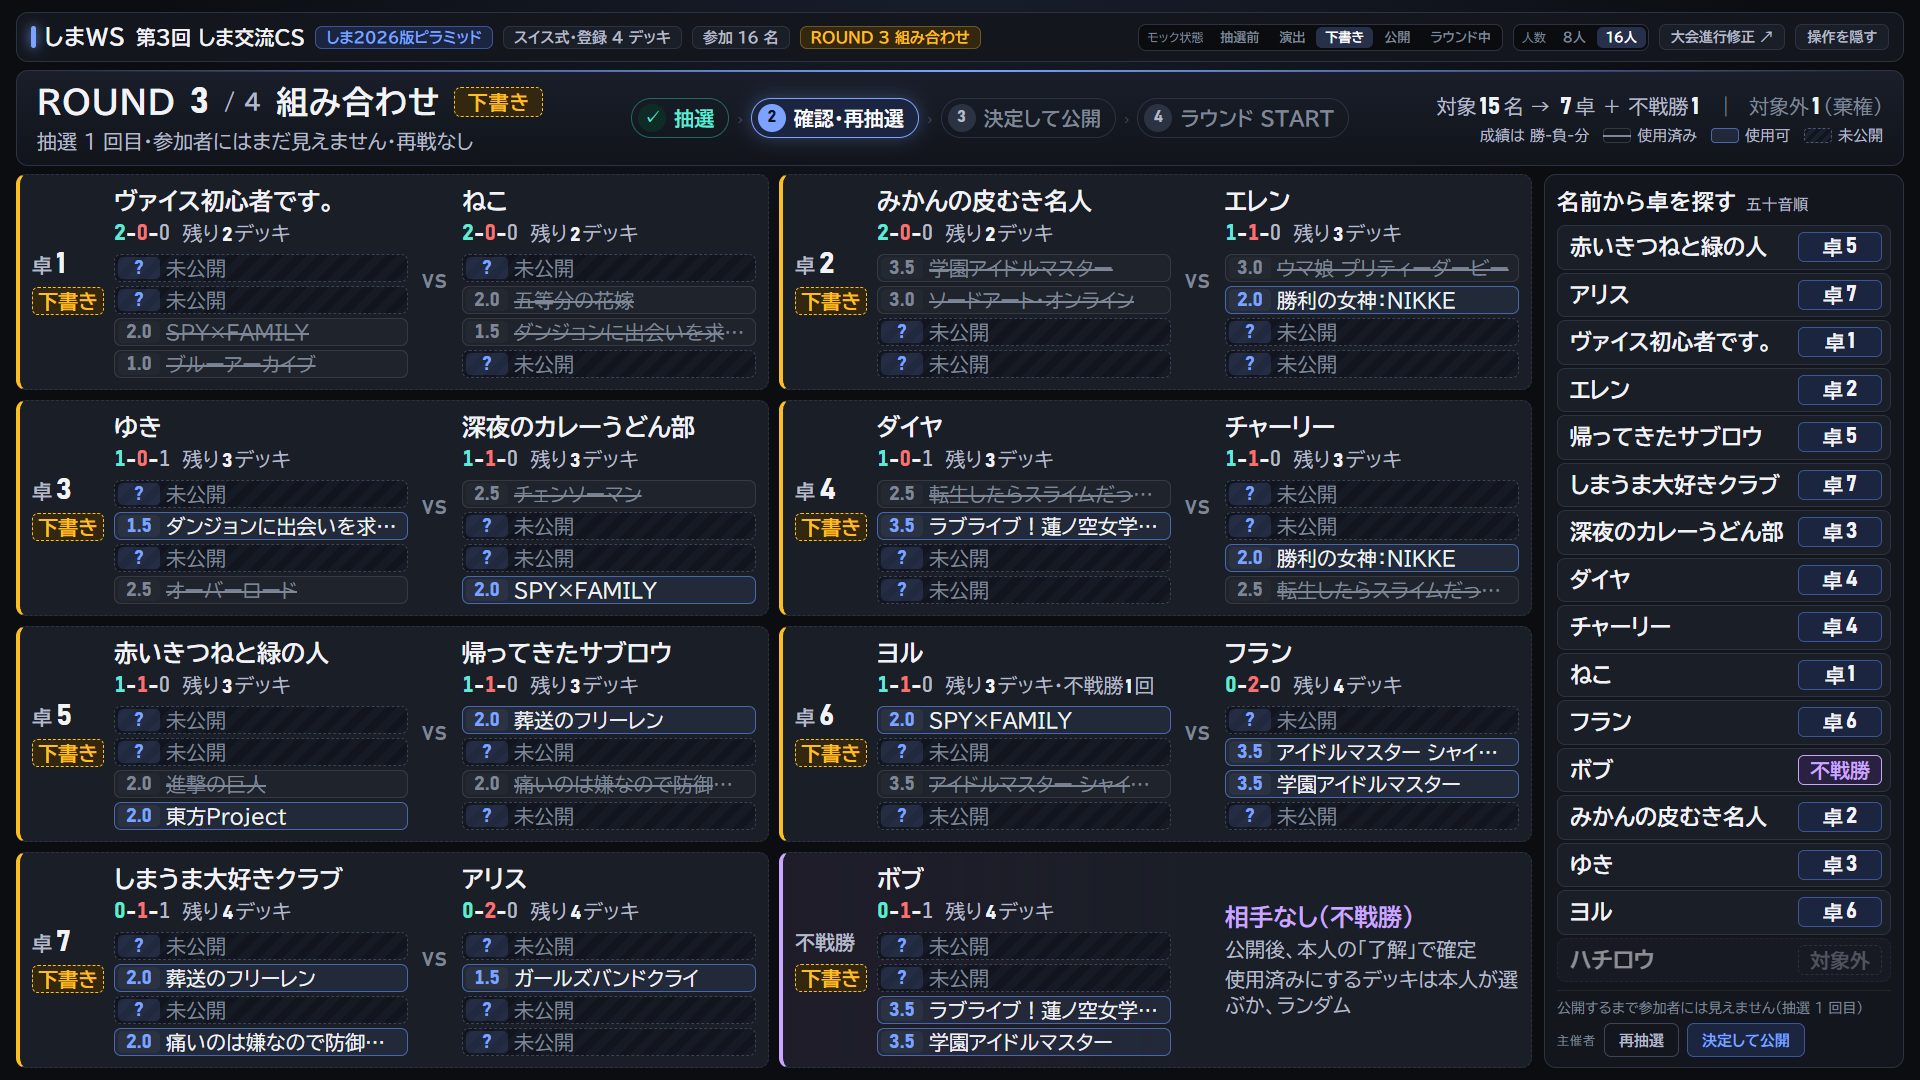 しまWS 第3回 しま交流CS しま2026版ピラミッド スイス式・登録 4 デッキ 参加 16 名 ROUND 3 組み合わせ モック状態 抽選前 演出 下書き 公開 ラウンド中 人数 8人 16人 大会進行修正 ↗ 操作を隠す
ROUND 3 / 4 組み合わせ 下書き
抽選 1 回目・参加者にはまだ見えません・再戦なし
✓ 抽選 › 2 確認・再抽選 › 3 決定して公開 › 4 ラウンド START
対象15名 → 7卓 + 不戦勝1 | 対象外1(棄権)
成績は 勝-負-分 使用済み 使用可 未公開
卓1
下書き
ヴァイス初心者です。
2-0-0 残り2デッキ
? 未公開
? 未公開
2.0 SPY×FAMILY
1.0 ブルーアーカイブ
VS
ねこ
2-0-0 残り2デッキ
? 未公開
2.0 五等分の花嫁
1.5 ダンジョンに出会いを求…
? 未公開
卓2
下書き
みかんの皮むき名人
2-0-0 残り2デッキ
3.5 学園アイドルマスター
3.0 ソードアート・オンライン
? 未公開
? 未公開
VS
エレン
1-1-0 残り3デッキ
3.0 ウマ娘 プリティーダービー
2.0 勝利の女神：NIKKE
? 未公開
? 未公開
卓3
下書き
ゆき
1-0-1 残り3デッキ
? 未公開
1.5 ダンジョンに出会いを求…
? 未公開
2.5 オーバーロード
VS
深夜のカレーうどん部
1-1-0 残り3デッキ
2.5 チェンソーマン
? 未公開
? 未公開
2.0 SPY×FAMILY
卓4
下書き
ダイヤ
1-0-1 残り3デッキ
2.5 転生したらスライムだっ…
3.5 ラブライブ！蓮ノ空女学…
? 未公開
? 未公開
VS
チャーリー
1-1-0 残り3デッキ
? 未公開
? 未公開
2.0 勝利の女神：NIKKE
2.5 転生したらスライムだっ…
卓5
下書き
赤いきつねと緑の人
1-1-0 残り3デッキ
? 未公開
? 未公開
2.0 進撃の巨人
2.0 東方Project
VS
帰ってきたサブロウ
1-1-0 残り3デッキ
2.0 葬送のフリーレン
? 未公開
2.0 痛いのは嫌なので防御…
? 未公開
卓6
下書き
ヨル
1-1-0 残り3デッキ・不戦勝1回
2.0 SPY×FAMILY
? 未公開
3.5 アイドルマスター シャイ…
? 未公開
VS
フラン
0-2-0 残り4デッキ
? 未公開
3.5 アイドルマスター シャイ…
3.5 学園アイドルマスター
? 未公開
卓7
下書き
しまうま大好きクラブ
0-1-1 残り4デッキ
? 未公開
2.0 葬送のフリーレン
? 未公開
2.0 痛いのは嫌なので防御…
VS
アリス
0-2-0 残り4デッキ
? 未公開
1.5 ガールズバンドクライ
? 未公開
? 未公開
不戦勝
下書き
ボブ
0-1-1 残り4デッキ
? 未公開
? 未公開
3.5 ラブライブ！蓮ノ空女学…
3.5 学園アイドルマスター
相手なし(不戦勝)
公開後、本人の「了解」で確定
使用済みにするデッキは本人が選
ぶか、ランダム
名前から卓を探す 五十音順
赤いきつねと緑の人 卓5
アリス 卓7
ヴァイス初心者です。 卓1
エレン 卓2
帰ってきたサブロウ 卓5
しまうま大好きクラブ 卓7
深夜のカレーうどん部 卓3
ダイヤ 卓4
チャーリー 卓4
ねこ 卓1
フラン 卓6
ボブ 不戦勝
みかんの皮むき名人 卓2
ゆき 卓3
ヨル 卓6
ハチロウ 対象外
公開するまで参加者には見えません(抽選 1 回目)
主催者 再抽選 決定して公開